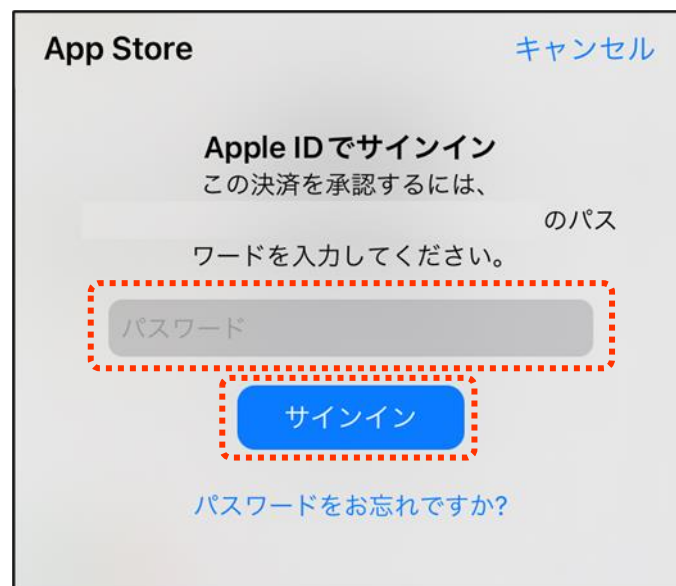 App Store
キャンセル
Apple IDでサインイン
この決済を承認するには、
のパス
ワードを入力してください。
パスワード
サインイン
パスワードをお忘れですか?